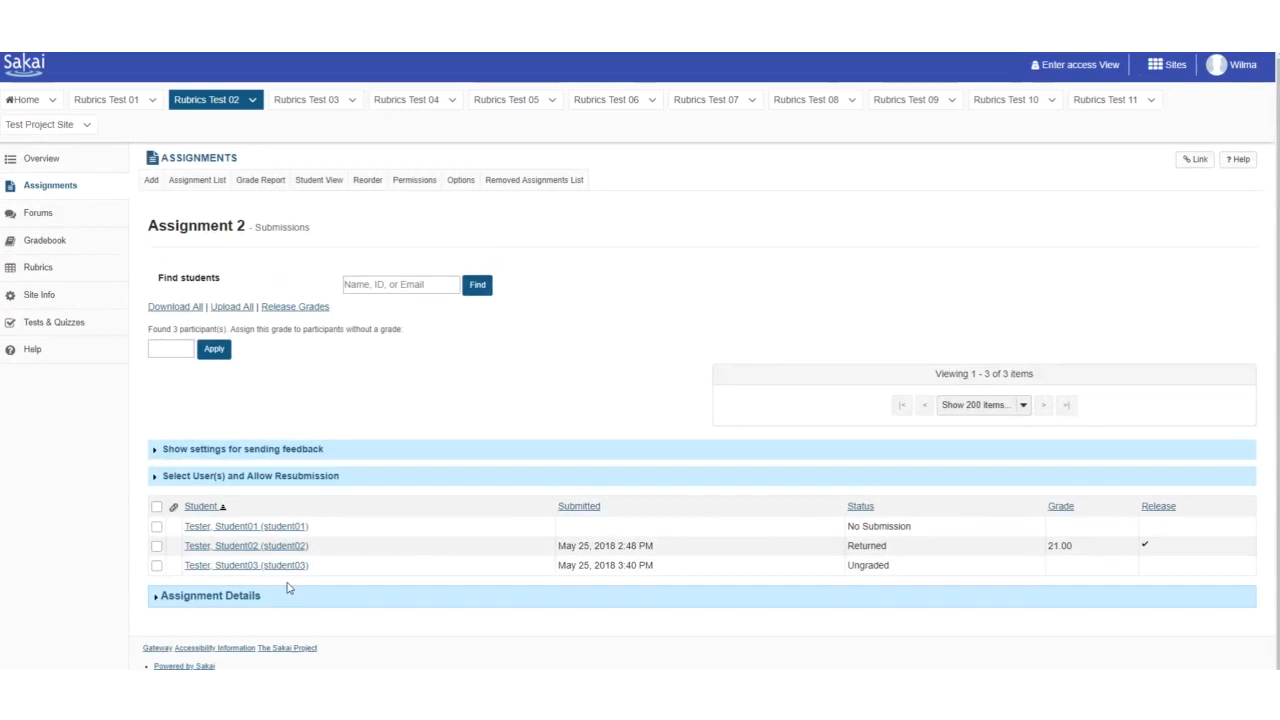 Sakai
Enter access View Sites Wilma
Home Rubrics Test 01 Rubrics Test 02 Rubrics Test 03 Rubrics Test 04 Rubrics Test 05 Rubrics Test 06 Rubrics Test 07 Rubrics Test 08 Rubrics Test 09 Rubrics Test 10 Rubrics Test 11
Test Project Site
Overview
Assignments
Forums
Gradebook
Rubrics
Site Info
Tests & Quizzes
Help
ASSIGNMENTS
Link ? Help
Add Assignment List Grade Report Student View Reorder Permissions Options Removed Assignments List
Assignment 2 - Submissions
Find students
Name, ID, or Email Find
Download All | Upload All | Release Grades
Found 3 participant(s). Assign this grade to participants without a grade:
Apply
Viewing 1 - 3 of 3 items
|< < Show 200 items... > >|
Show settings for sending feedback
Select User(s) and Allow Resubmission
Student Submitted Status Grade Release
Tester, Student01 (student01) No Submission
Tester, Student02 (student02) May 25, 2018 2:48 PM Returned 21.00 ✔
Tester, Student03 (student03) May 25, 2018 3:40 PM Ungraded
Assignment Details
Gateway Accessibility Information The Sakai Project
• Powered by Sakai